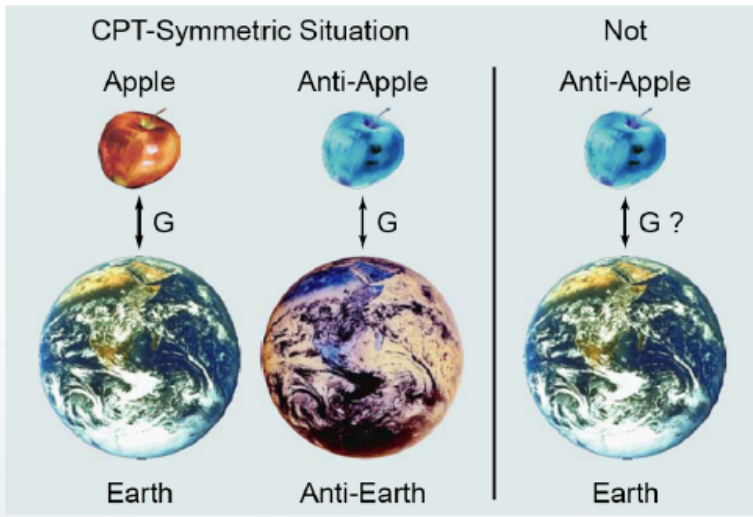 CPT-Symmetric Situation
Not
Apple
Anti-Apple
Anti-Apple
G
G
G ?
Earth
Anti-Earth
Earth